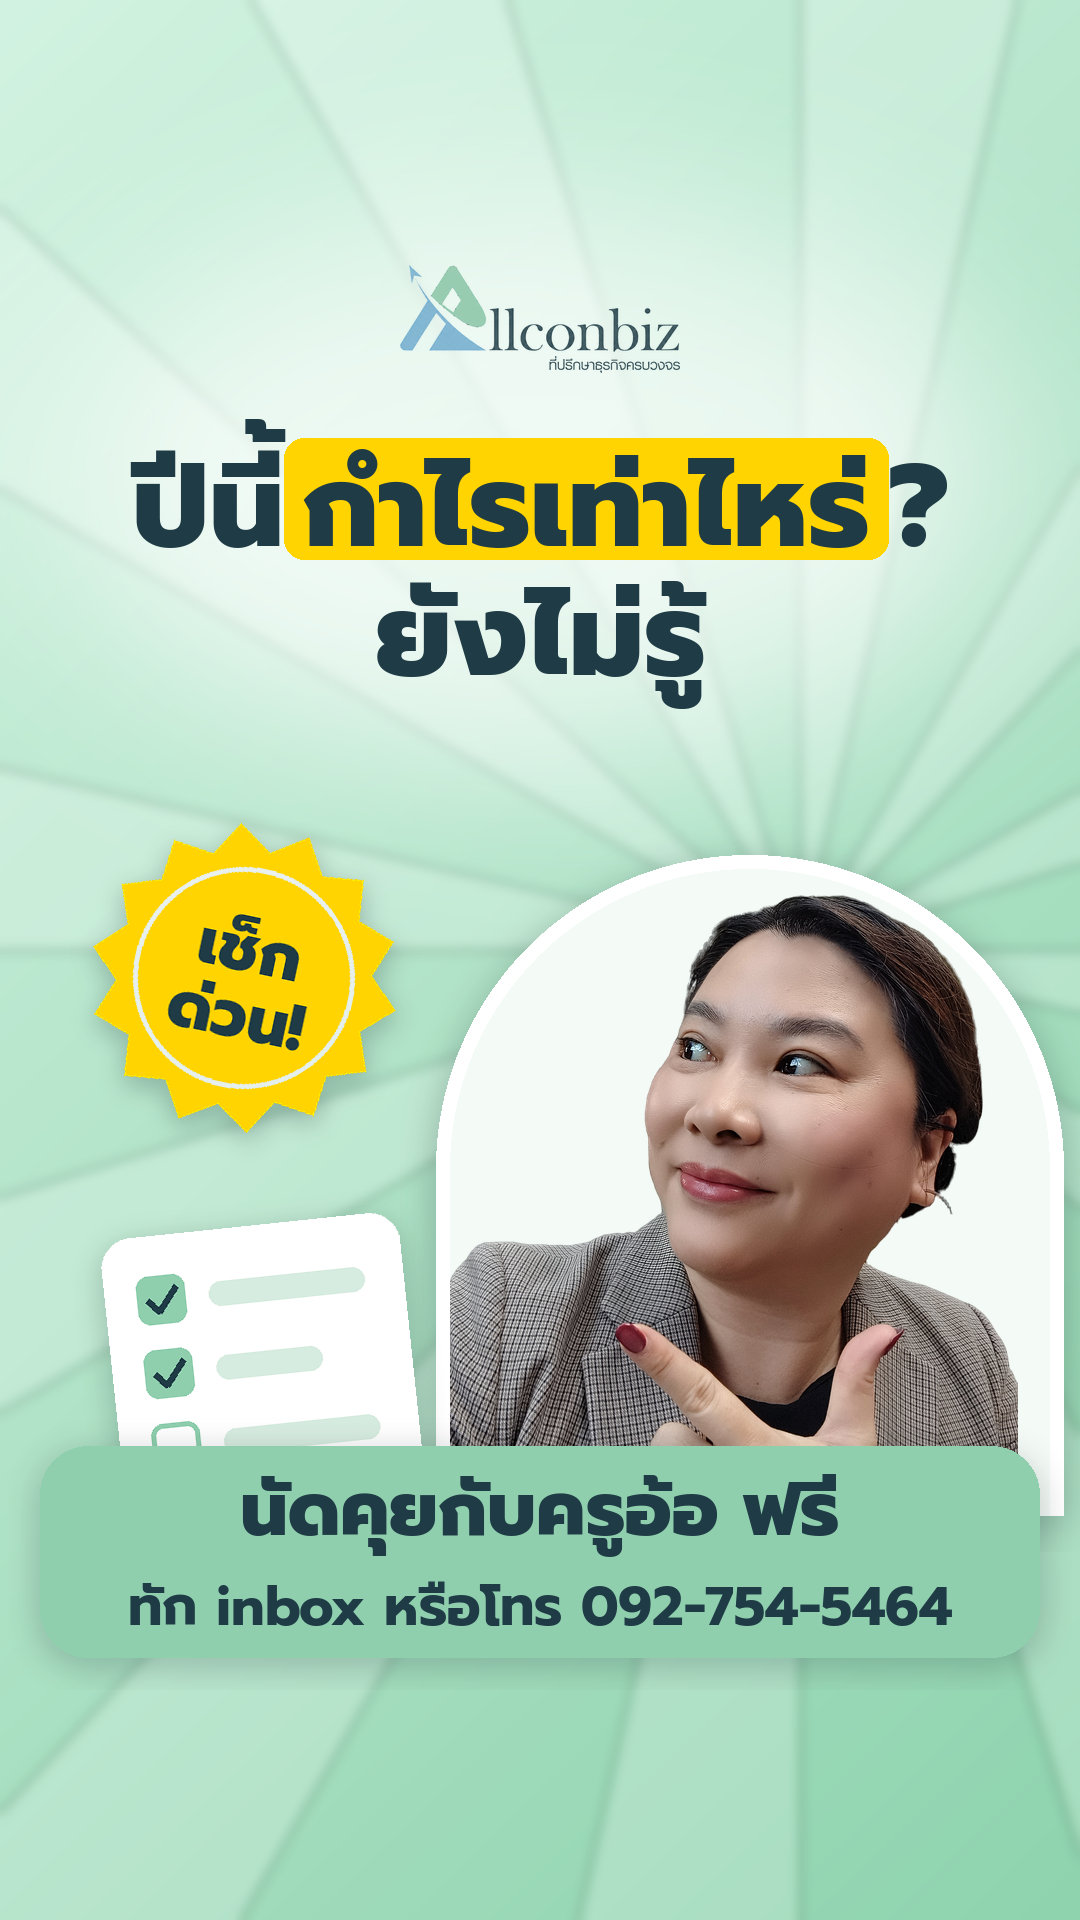 Allconbiz
ที่ปรึกษาธุรกิจครบวงจร
ปีนี้กำไรเท่าไหร่?
ยังไม่รู้
เช็ก
ด่วน!
นัดคุยกับครูอ้อ ฟรี
ทัก inbox หรือโทร 092-754-5464